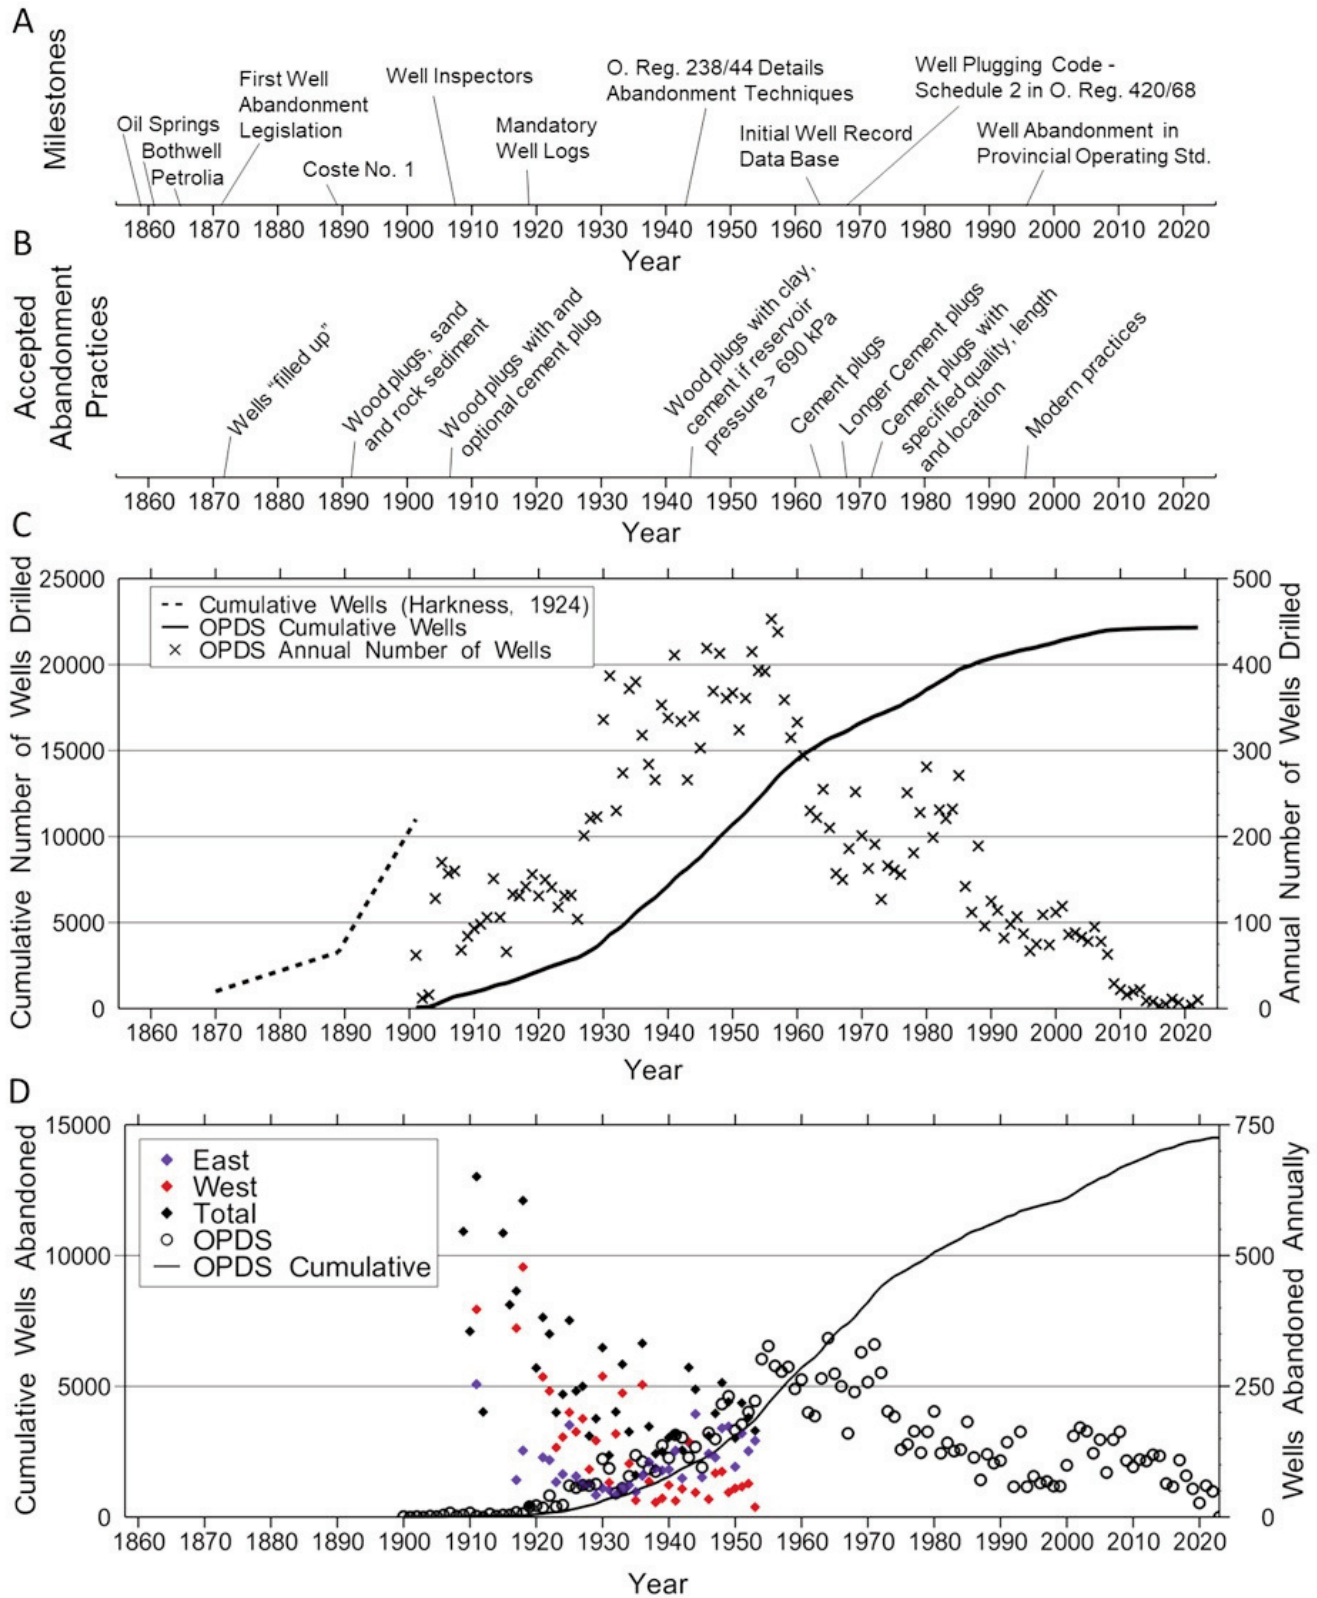 A
Milestones
Oil Springs
Bothwell
Petrolia
First Well
Abandonment
Legislation
Coste No. 1
Well Inspectors
Mandatory
Well Logs
O. Reg. 238/44 Details
Abandonment Techniques
Initial Well Record
Data Base
Well Plugging Code -
Schedule 2 in O. Reg. 420/68
Well Abandonment in
Provincial Operating Std.
1860 1870 1880 1890 1900 1910 1920 1930 1940 1950 1960 1970 1980 1990 2000 2010 2020
Year
B
Accepted
Abandonment
Practices
Wells "filled up"
Wood plugs, sand
and rock sediment
Wood plugs with and
optional cement plug
Wood plugs with clay,
cement if reservoir
pressure > 690 kPa
Cement plugs
Longer Cement plugs
Cement plugs with
specified quality, length
and location
Modern practices
1860 1870 1880 1890 1900 1910 1920 1930 1940 1950 1960 1970 1980 1990 2000 2010 2020
Year
C
Cumulative Number of Wells Drilled
25000
20000
15000
10000
5000
0
Cumulative Wells (Harkness, 1924)
OPDS Cumulative Wells
OPDS Annual Number of Wells
500
400
300
200
100
0
Annual Number of Wells Drilled
1860 1870 1880 1890 1900 1910 1920 1930 1940 1950 1960 1970 1980 1990 2000 2010 2020
Year
D
Cumulative Wells Abandoned
15000
10000
5000
0
East
West
Total
OPDS
OPDS Cumulative
750
500
250
0
Wells Abandoned Annually
1860 1870 1880 1890 1900 1910 1920 1930 1940 1950 1960 1970 1980 1990 2000 2010 2020
Year